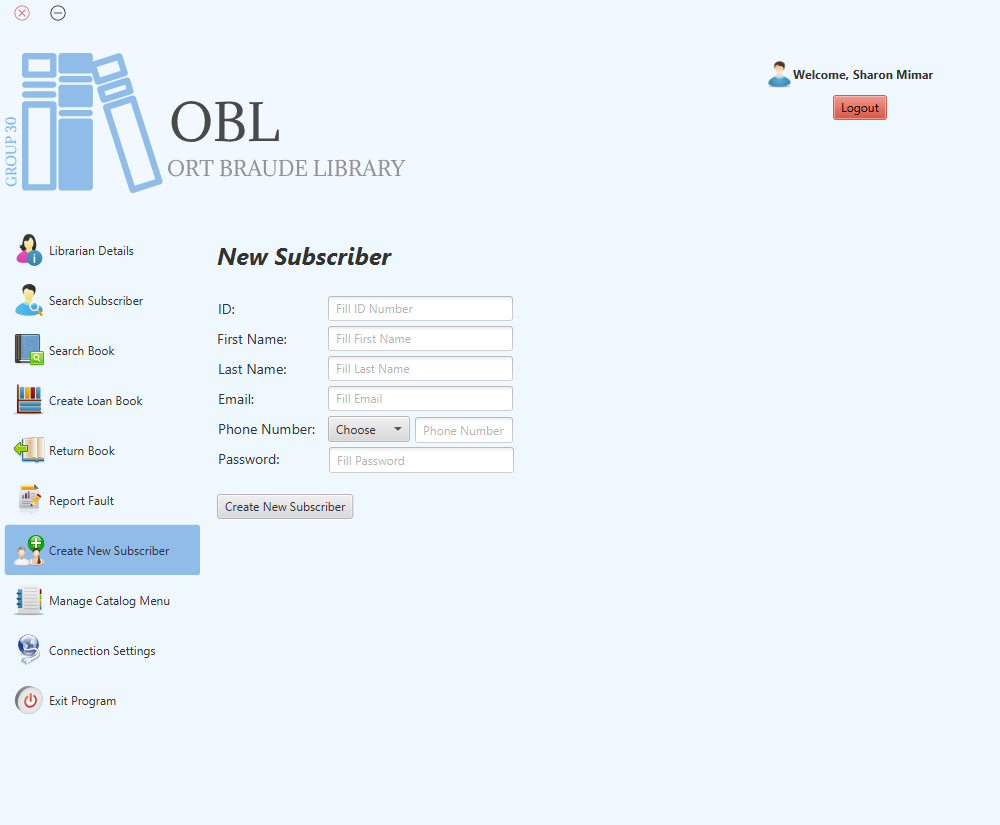 GROUP 30
OBL
ORT BRAUDE LIBRARY
Welcome, Sharon Mimar
Logout
Librarian Details
Search Subscriber
Search Book
Create Loan Book
Return Book
Report Fault
Create New Subscriber
Manage Catalog Menu
Connection Settings
Exit Program
New Subscriber
ID: Fill ID Number
First Name: Fill First Name
Last Name: Fill Last Name
Email: Fill Email
Phone Number: Choose Phone Number
Password: Fill Password
Create New Subscriber